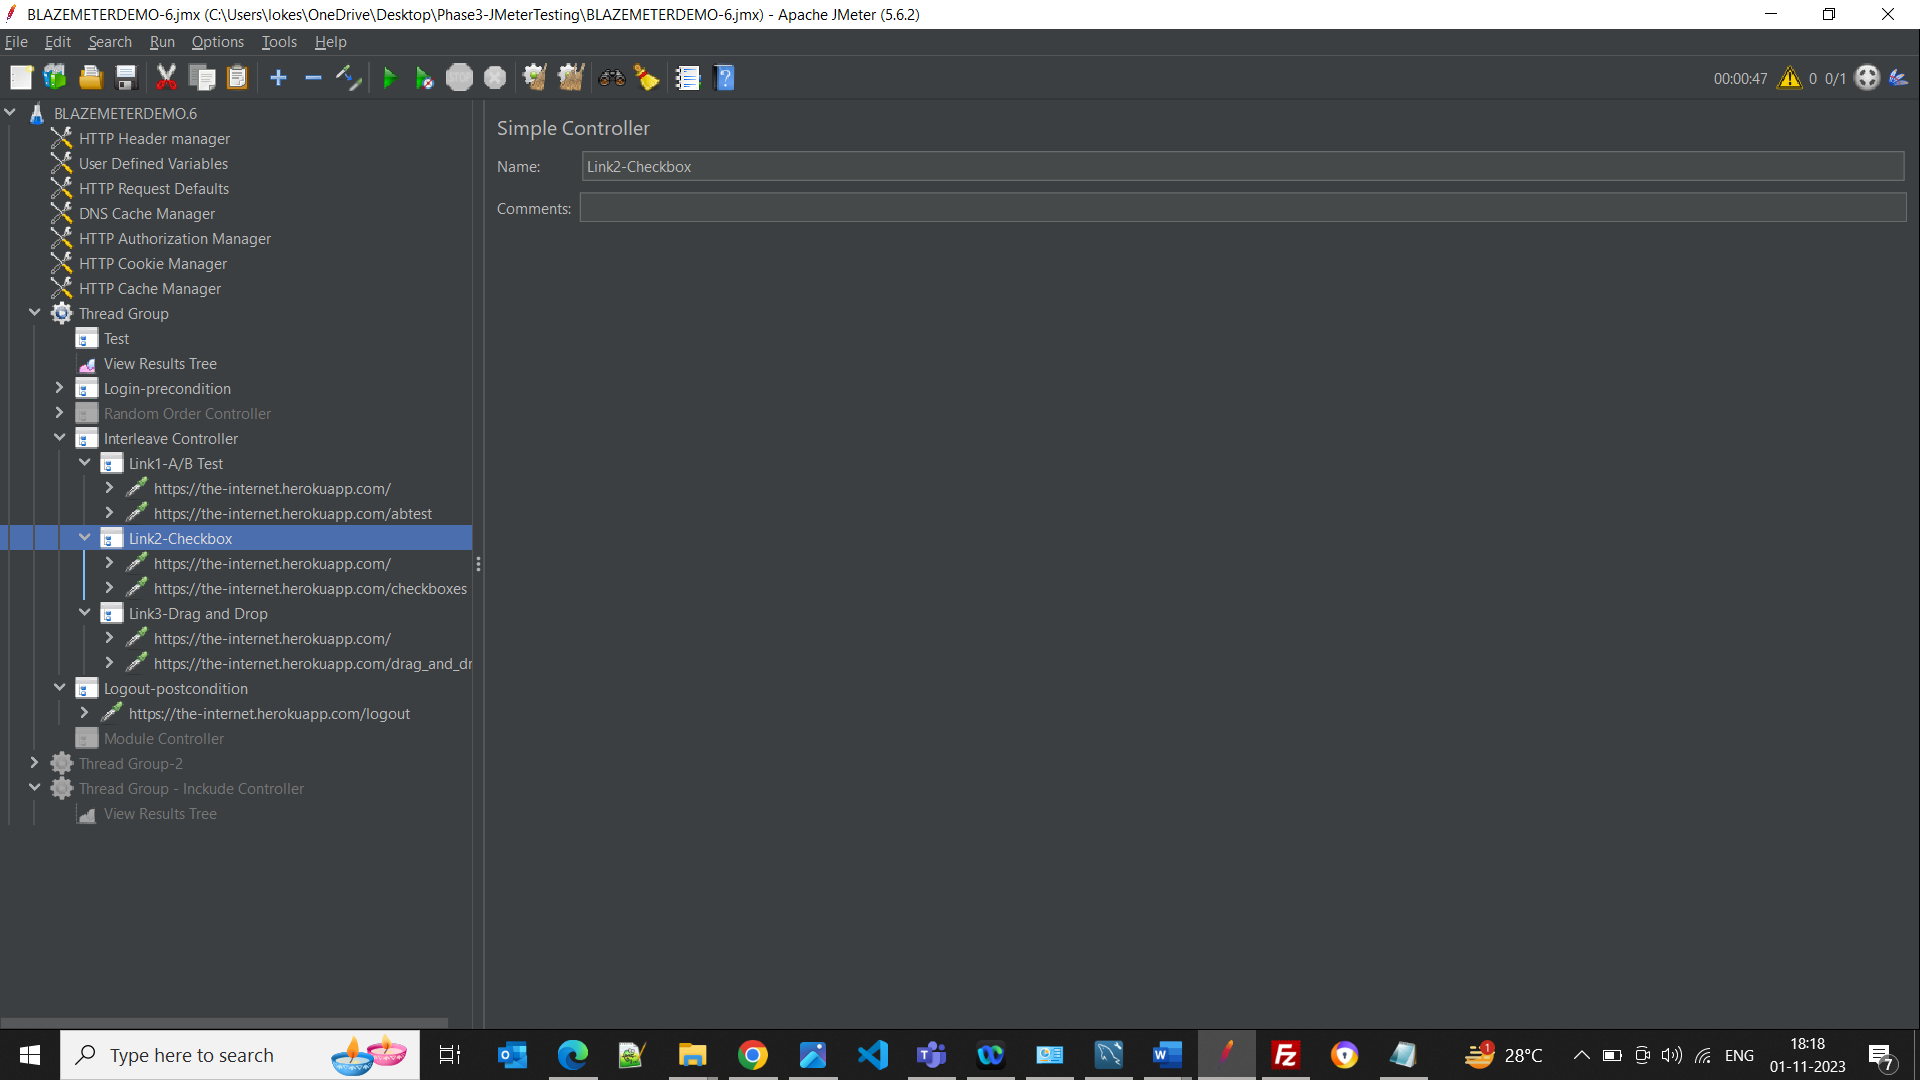 BLAZEMETERDEMO-6.jmx (C:\Users\lokes\OneDrive\Desktop\Phase3-JMeterTesting\BLAZEMETERDEMO-6.jmx) - Apache JMeter (5.6.2)
File Edit Search Run Options Tools Help
STOP
00:00:47 0 0/1
BLAZEMETERDEMO.6
HTTP Header manager
User Defined Variables
HTTP Request Defaults
DNS Cache Manager
HTTP Authorization Manager
HTTP Cookie Manager
HTTP Cache Manager
Thread Group
Test
View Results Tree
Login-precondition
Random Order Controller
Interleave Controller
Link1-A/B Test
https://the-internet.herokuapp.com/
https://the-internet.herokuapp.com/abtest
Link2-Checkbox
https://the-internet.herokuapp.com/
https://the-internet.herokuapp.com/checkboxes
Link3-Drag and Drop
https://the-internet.herokuapp.com/
https://the-internet.herokuapp.com/drag_and_dr
Logout-postcondition
https://the-internet.herokuapp.com/logout
Module Controller
Thread Group-2
Thread Group - Inckude Controller
View Results Tree
Simple Controller
Name: Link2-Checkbox
Comments:
Type here to search
1 28°C
ENG
18:18
01-11-2023
7